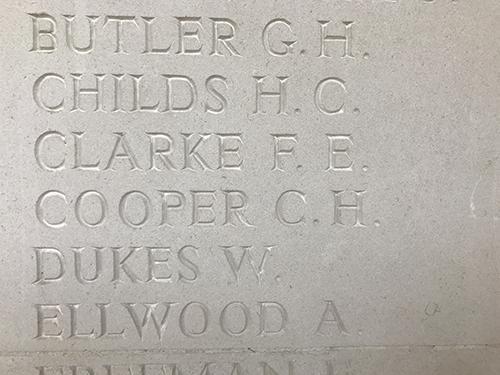 BUTLER G. H.
CHILDS H. C.
CLARKE F. E.
COOPER C. H.
DUKES W.
ELLWOOD A.